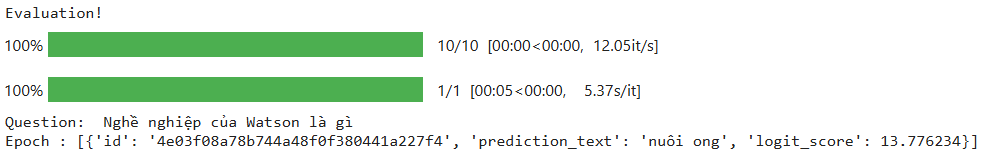 Evaluation!
100% 10/10 [00:00<00:00, 12.05it/s]
100% 1/1 [00:05<00:00, 5.37s/it]
Question: Nghề nghiệp của Watson là gì
Epoch : [{'id': '4e03f08a78b744a48f0f380441a227f4', 'prediction_text': 'nuôi ong', 'logit_score': 13.776234}]